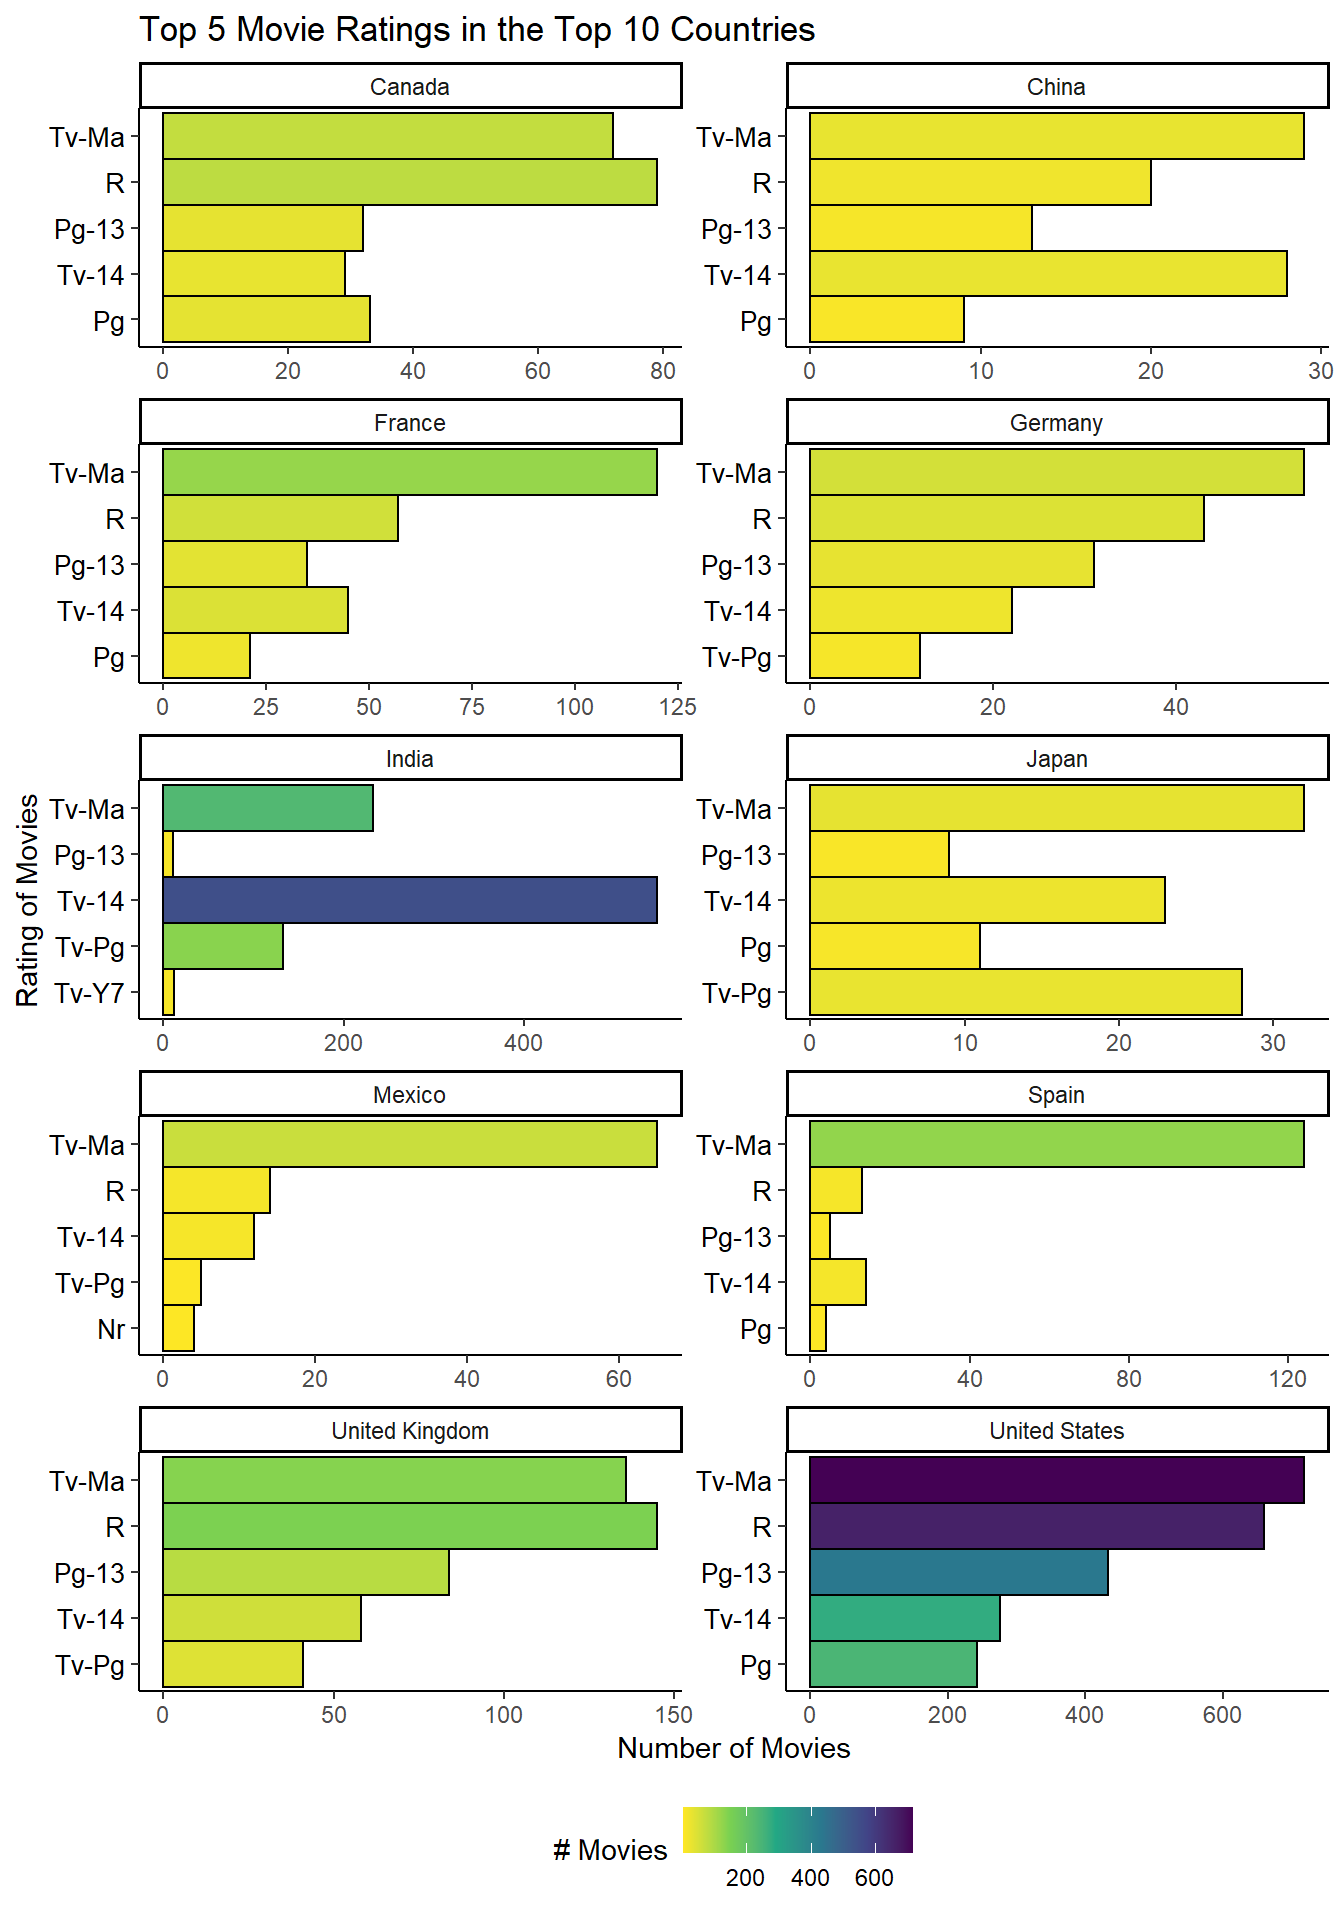 Top 5 Movie Ratings in the Top 10 Countries
Canada
Tv-Ma
R
Pg-13
Tv-14
Pg
0 20 40 60 80
China
Tv-Ma
R
Pg-13
Tv-14
Pg
0 10 20 30
France
Tv-Ma
R
Pg-13
Tv-14
Pg
0 25 50 75 100 125
Germany
Tv-Ma
R
Pg-13
Tv-14
Tv-Pg
0 20 40
Rating of Movies
India
Tv-Ma
Pg-13
Tv-14
Tv-Pg
Tv-Y7
0 200 400
Japan
Tv-Ma
Pg-13
Tv-14
Pg
Tv-Pg
0 10 20 30
Mexico
Tv-Ma
R
Tv-14
Tv-Pg
Nr
0 20 40 60
Spain
Tv-Ma
R
Pg-13
Tv-14
Pg
0 40 80 120
United Kingdom
Tv-Ma
R
Pg-13
Tv-14
Tv-Pg
0 50 100 150
United States
Tv-Ma
R
Pg-13
Tv-14
Pg
0 200 400 600
Number of Movies
# Movies
200 400 600